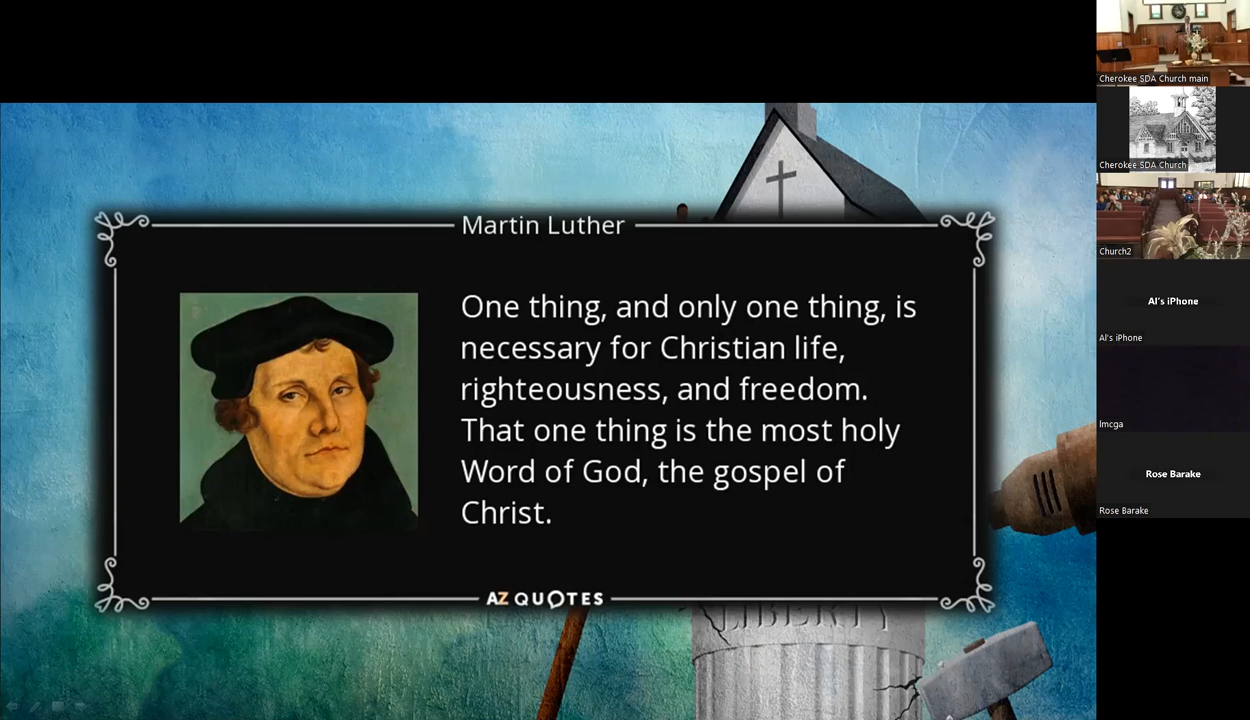 Martin Luther
One thing, and only one thing, is
necessary for Christian life,
righteousness, and freedom.
That one thing is the most holy
Word of God, the gospel of
Christ.
AZ QUOTES
LIBERTY
Cherokee SDA Church main
Cherokee SDA Church
Church2
Al's iPhone
Al's iPhone
lmcga
Rose Barake
Rose Barake